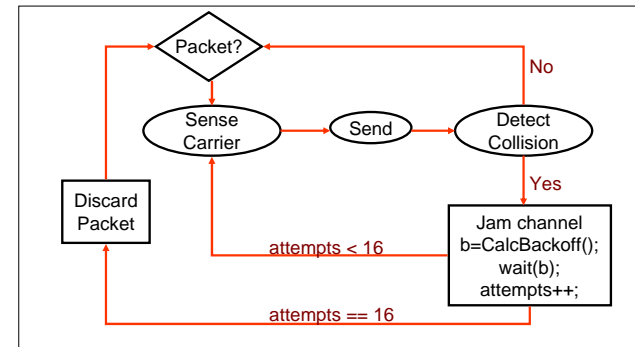 Packet?
No
Sense
Carrier
Send
Detect
Collision
Yes
Discard
Packet
Jam channel
b=CalcBackoff();
wait(b);
attempts++;
attempts < 16
attempts == 16